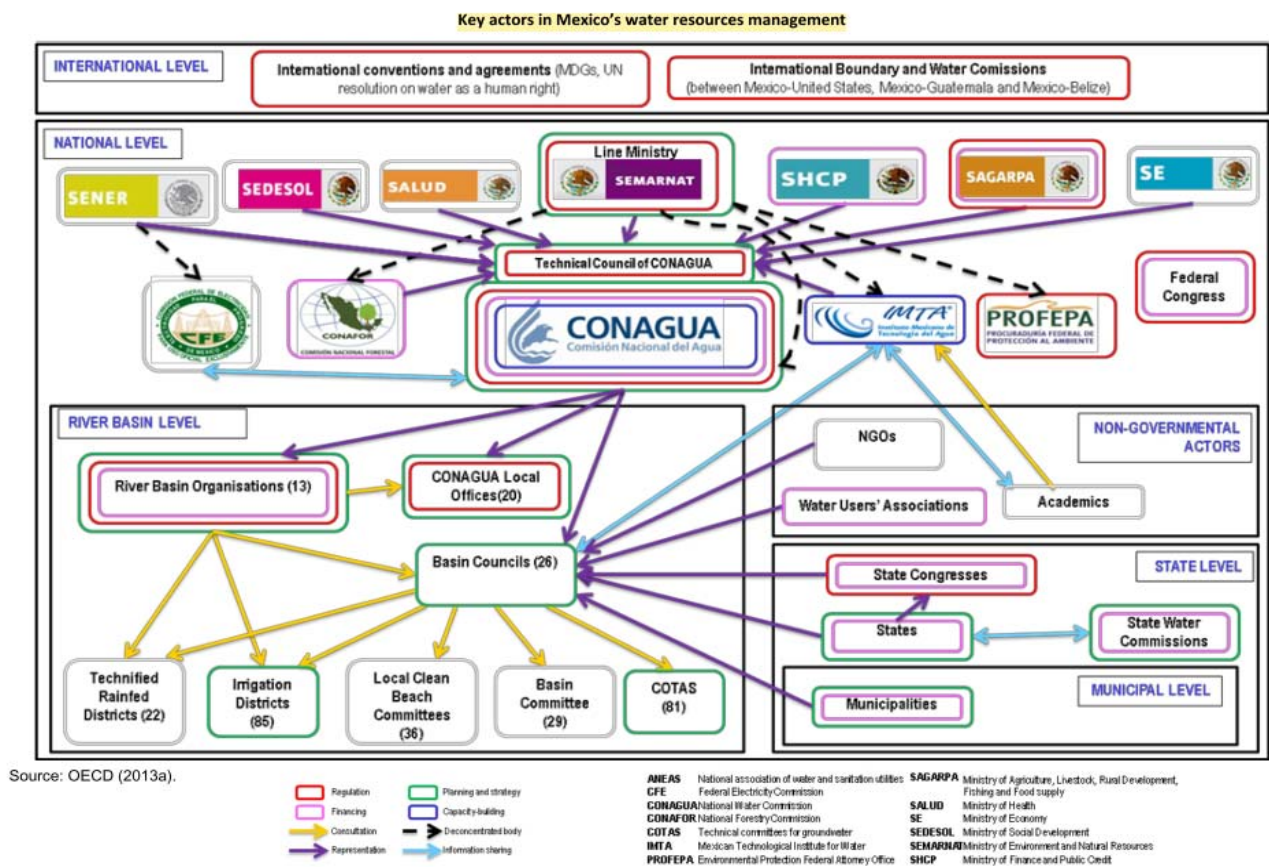 Key actors in Mexico's water resources management
INTERNATIONAL LEVEL
International conventions and agreements (MDGs, UN
resolution on water as a human right)
International Boundary and Water Comissions
(between Mexico-United States, Mexico-Guatemala and Mexico-Belize)
NATIONAL LEVEL
Line Ministry
SENER
SEDESOL
SALUD
SEMARNAT
SHCP
SAGARPA
SE
Technical Council of CONAGUA
Federal
Congress
CFE
CONAFOR
COMISIÓN NACIONAL FORESTAL
CONAGUA
Comisión Nacional del Agua
IMTA
Instituto Mexicano de
Tecnología del Agua
PROFEPA
PROCURADURÍA FEDERAL DE
PROTECCIÓN AL AMBIENTE
RIVER BASIN LEVEL
River Basin Organisations (13)
CONAGUA Local
Offices(20)
Basin Councils (26)
Technified
Rainfed
Districts (22)
Irrigation
Districts
(85)
Local Clean
Beach
Committees
(36)
Basin
Committee
(29)
COTAS
(81)
NON-GOVERNMENTAL
ACTORS
NGOs
Water Users' Associations
Academics
STATE LEVEL
State Congresses
States
State Water
Commissions
MUNICIPAL LEVEL
Municipalities
Source: OECD (2013a).
Regulation
Planning and strategy
Financing
Capacity-building
Consultation
Deconcentrated body
Representation
Information sharing
ANEAS National association of water and sanitation utilities
CFE Federal Electricity Commission
CONAGUA National Water Commission
CONAFOR National Forestry Commission
COTAS Technical committees for groundwater
IMTA Mexican Technological Institute for Water
PROFEPA Environmental Protection Federal Attorney Office
SAGARPA Ministry of Agriculture, Livestock, Rural Development,
Fishing and Food supply
SALUD Ministry of Health
SE Ministry of Economy
SEDESOL Ministry of Social Development
SEMARNAT Ministry of Environment and Natural Resources
SHCP Ministry of Finance and Public Credit